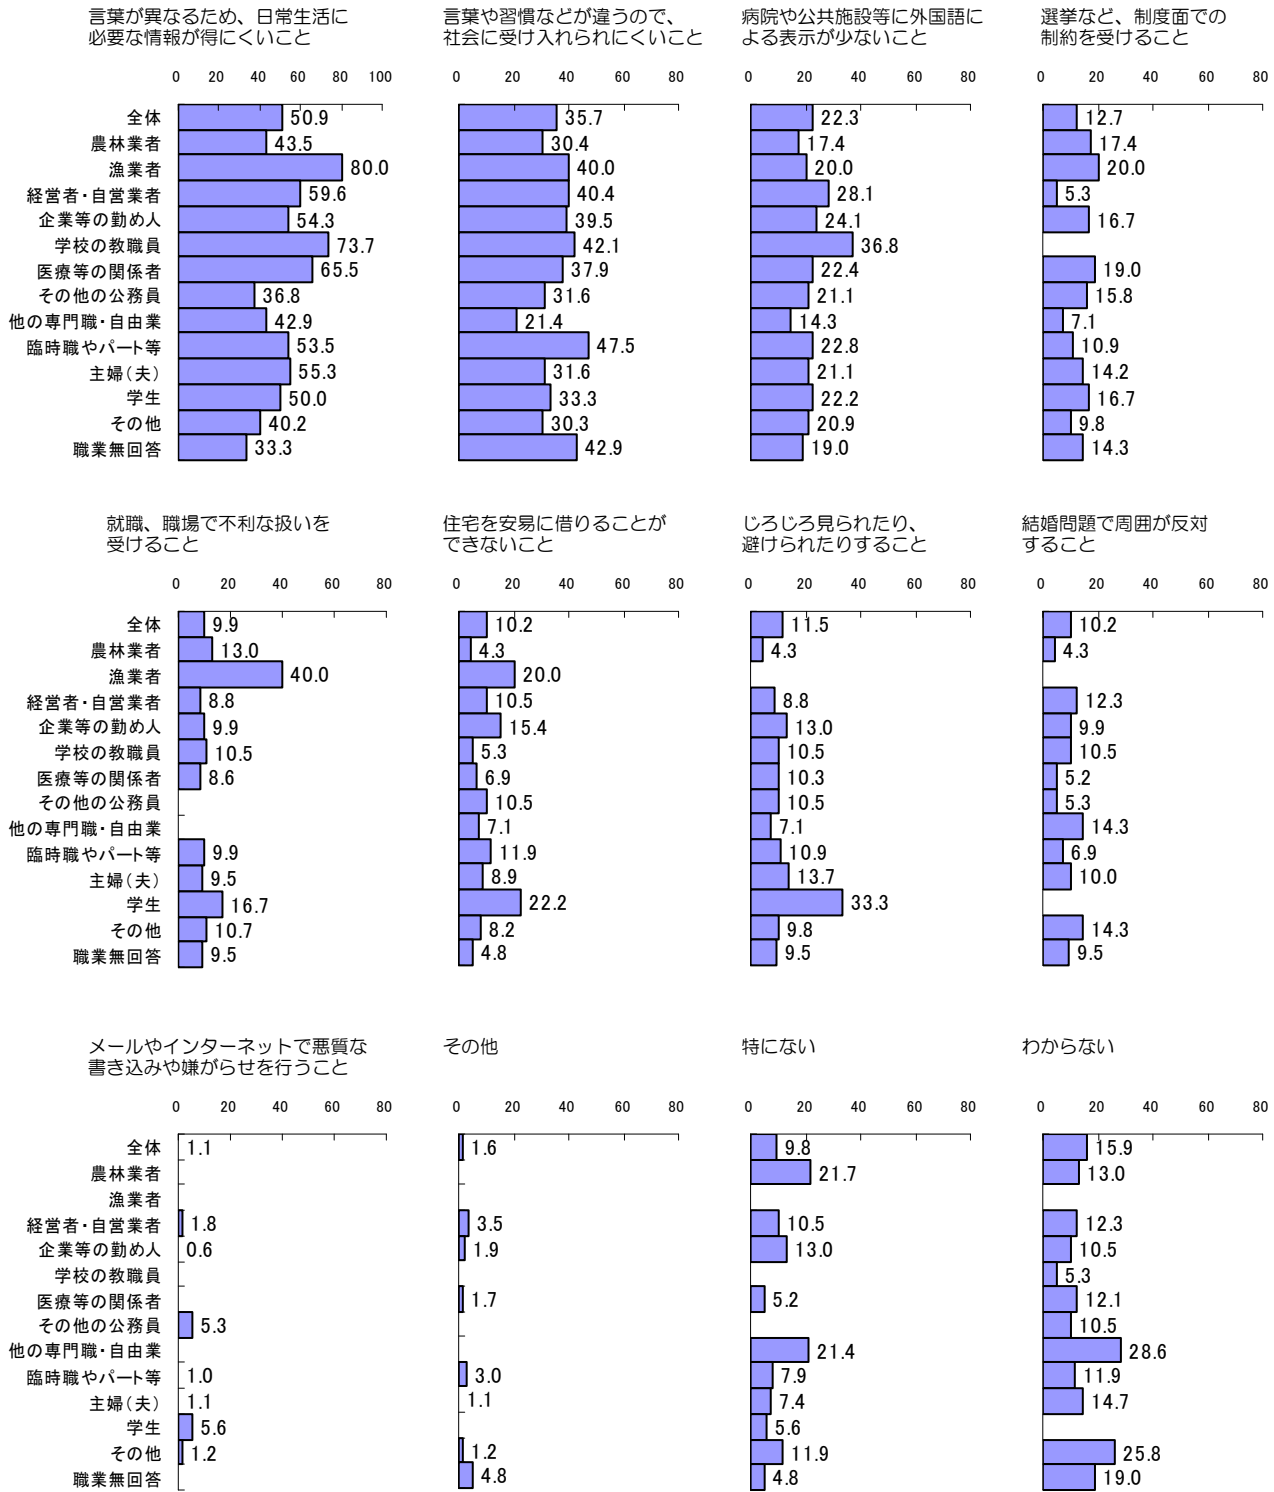 言葉が異なるため、日常生活に
必要な情報が得にくいこと
言葉や習慣などが違うので、
社会に受け入れられにくいこと
病院や公共施設等に外国語に
よる表示が少ないこと
選挙など、制度面での
制約を受けること
0 20 40 60 80 100
0 20 40 60 80
0 20 40 60 80
0 20 40 60 80
全体 50.9 35.7 22.3 12.7
農林業者 43.5 30.4 17.4 17.4
漁業者 80.0 40.0 20.0 20.0
経営者・自営業者 59.6 40.4 28.1 5.3
企業等の勤め人 54.3 39.5 24.1 16.7
学校の教職員 73.7 42.1 36.8
医療等の関係者 65.5 37.9 22.4 19.0
その他の公務員 36.8 31.6 21.1 15.8
他の専門職・自由業 42.9 21.4 14.3 7.1
臨時職やパート等 53.5 47.5 22.8 10.9
主婦(夫) 55.3 31.6 21.1 14.2
学生 50.0 33.3 22.2 16.7
その他 40.2 30.3 20.9 9.8
職業無回答 33.3 42.9 19.0 14.3
就職、職場で不利な扱いを
受けること
住宅を安易に借りることが
できないこと
じろじろ見られたり、
避けられたりすること
結婚問題で周囲が反対
すること
0 20 40 60 80
0 20 40 60 80
0 20 40 60 80
0 20 40 60 80
全体 9.9 10.2 11.5 10.2
農林業者 13.0 4.3 4.3 4.3
漁業者 40.0 20.0
経営者・自営業者 8.8 10.5 8.8 12.3
企業等の勤め人 9.9 15.4 13.0 9.9
学校の教職員 10.5 5.3 10.5 10.5
医療等の関係者 8.6 6.9 10.3 5.2
その他の公務員 10.5 10.5 5.3
他の専門職・自由業 7.1 7.1 14.3
臨時職やパート等 9.9 11.9 10.9 6.9
主婦(夫) 9.5 8.9 13.7 10.0
学生 16.7 22.2 33.3
その他 10.7 8.2 9.8 14.3
職業無回答 9.5 4.8 9.5 9.5
メールやインターネットで悪質な
書き込みや嫌がらせを行うこと
その他
特にない
わからない
0 20 40 60 80
0 20 40 60 80
0 20 40 60 80
0 20 40 60 80
全体 1.1 1.6 9.8 15.9
農林業者 21.7 13.0
漁業者
経営者・自営業者 1.8 3.5 10.5 12.3
企業等の勤め人 0.6 1.9 13.0 10.5
学校の教職員 5.3
医療等の関係者 1.7 5.2 12.1
その他の公務員 5.3 10.5
他の専門職・自由業 21.4 28.6
臨時職やパート等 1.0 3.0 7.9 11.9
主婦(夫) 1.1 1.1 7.4 14.7
学生 5.6 5.6
その他 1.2 1.2 11.9 25.8
職業無回答 4.8 4.8 19.0